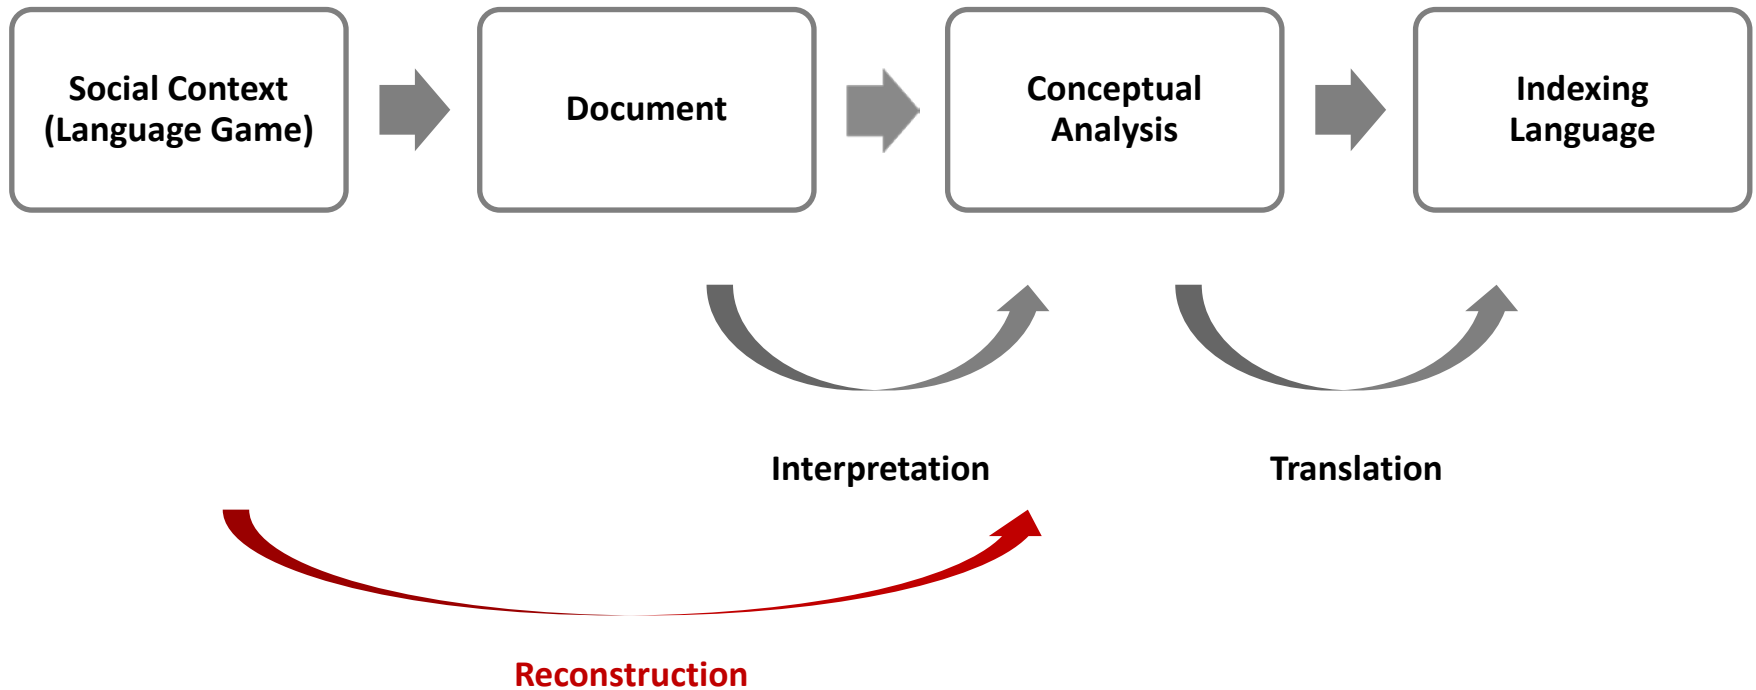 Social Context
(Language Game)
Document
Conceptual
Analysis
Indexing
Language
Interpretation
Translation
Reconstruction